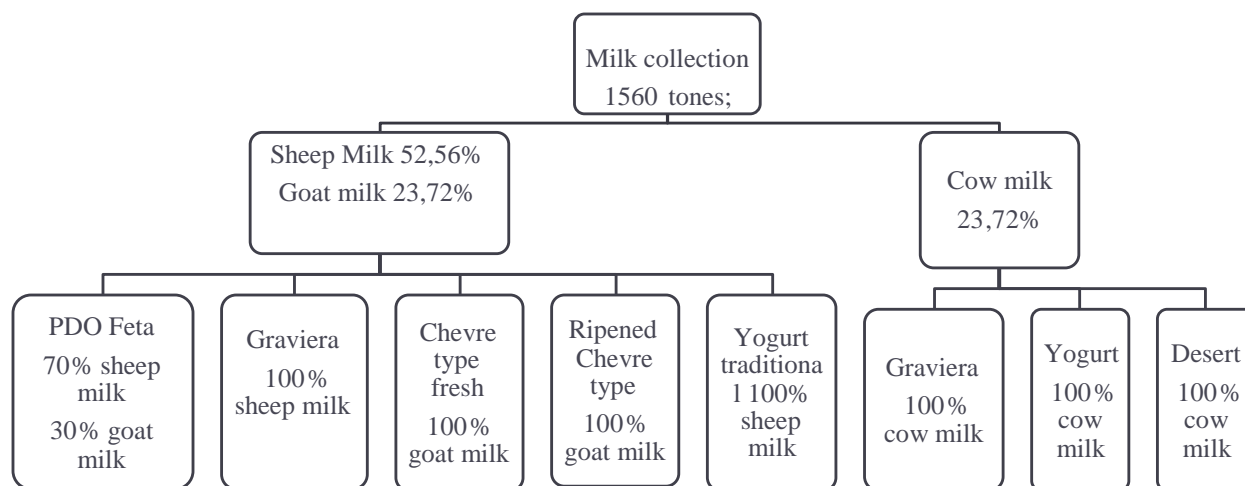 Milk collection
1560 tones;
Sheep Milk 52,56%
Goat milk 23,72%
Cow milk
23,72%
PDO Feta
70% sheep
milk
30% goat
milk
Graviera
100%
sheep milk
Chevre
type
fresh
100%
goat milk
Ripened
Chevre
type
100%
goat milk
Yogurt
traditiona
l 100%
sheep
milk
Graviera
100%
cow milk
Yogurt
100%
cow
milk
Desert
100%
cow
milk